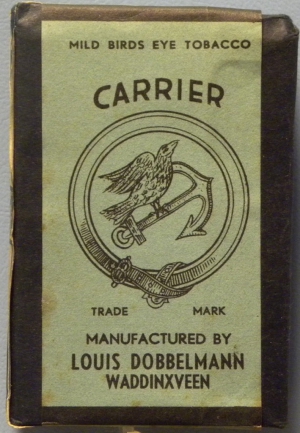 MILD BIRDS EYE TOBACCO
CARRIER
TRADE MARK
MANUFACTURED BY
LOUIS DOBBELMANN
WADDINXVEEN